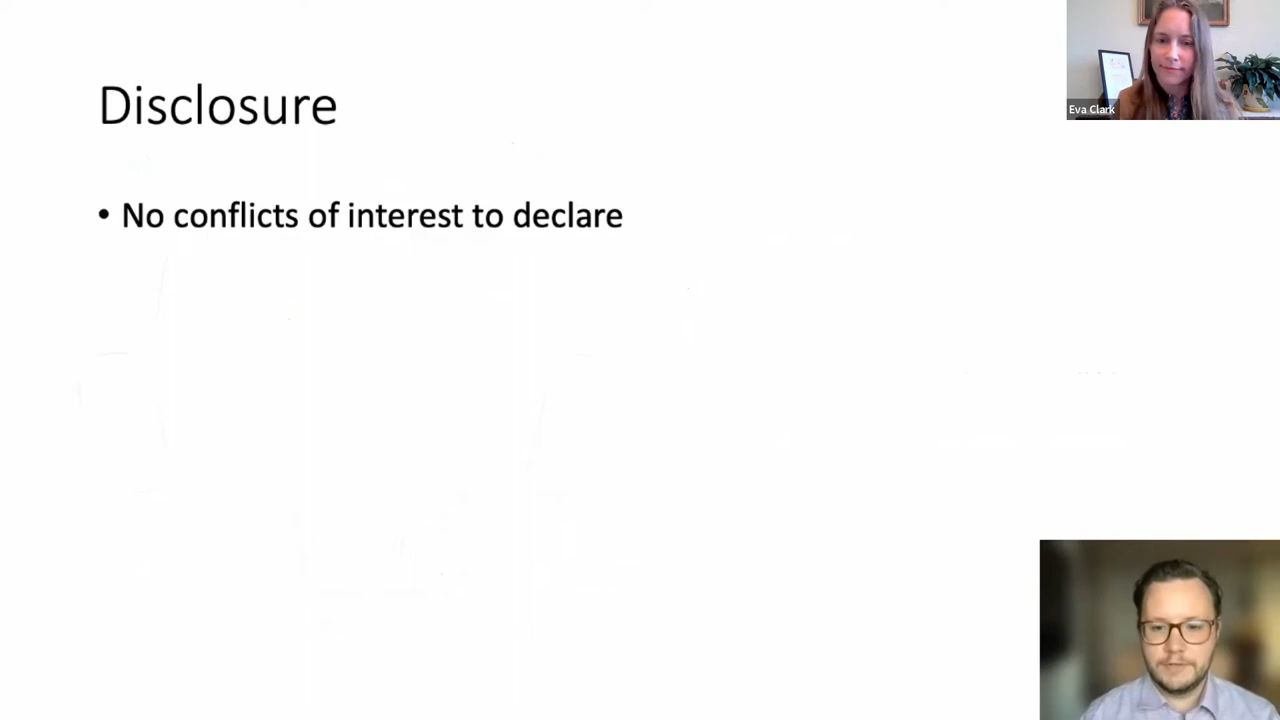 Disclosure
• No conflicts of interest to declare
Eva Clark